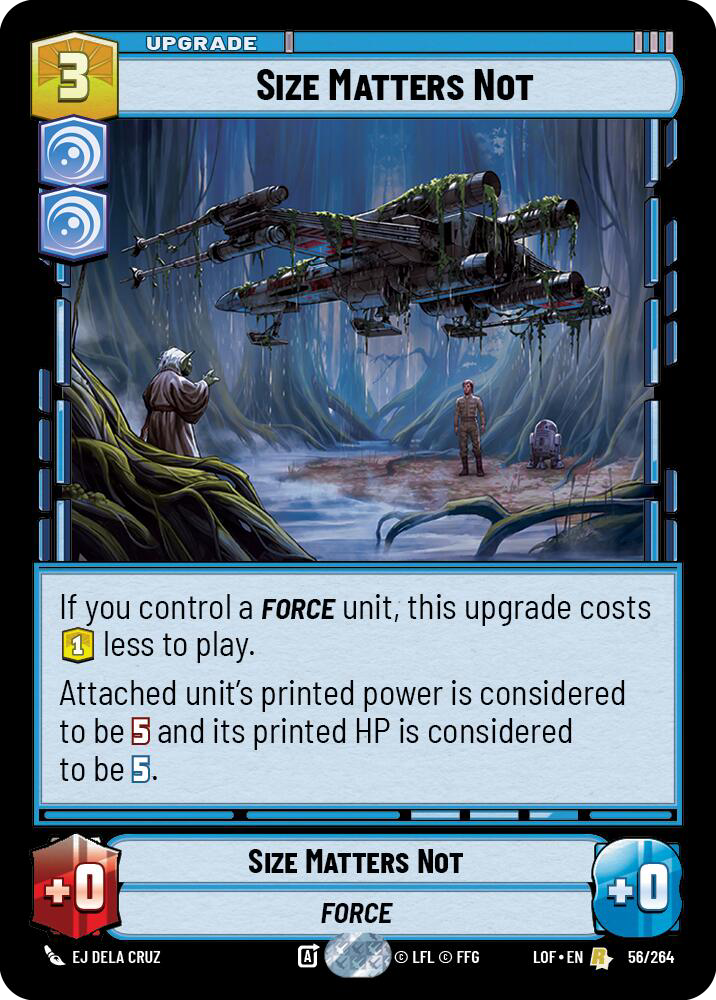 UPGRADE
3
SIZE MATTERS NOT
If you control a FORCE unit, this upgrade costs
1 less to play.
Attached unit's printed power is considered
to be 5 and its printed HP is considered
to be 5.
+0
SIZE MATTERS NOT
+0
FORCE
EJ DELA CRUZ
A
© LFL © FFG
LOF • EN
R
56/264